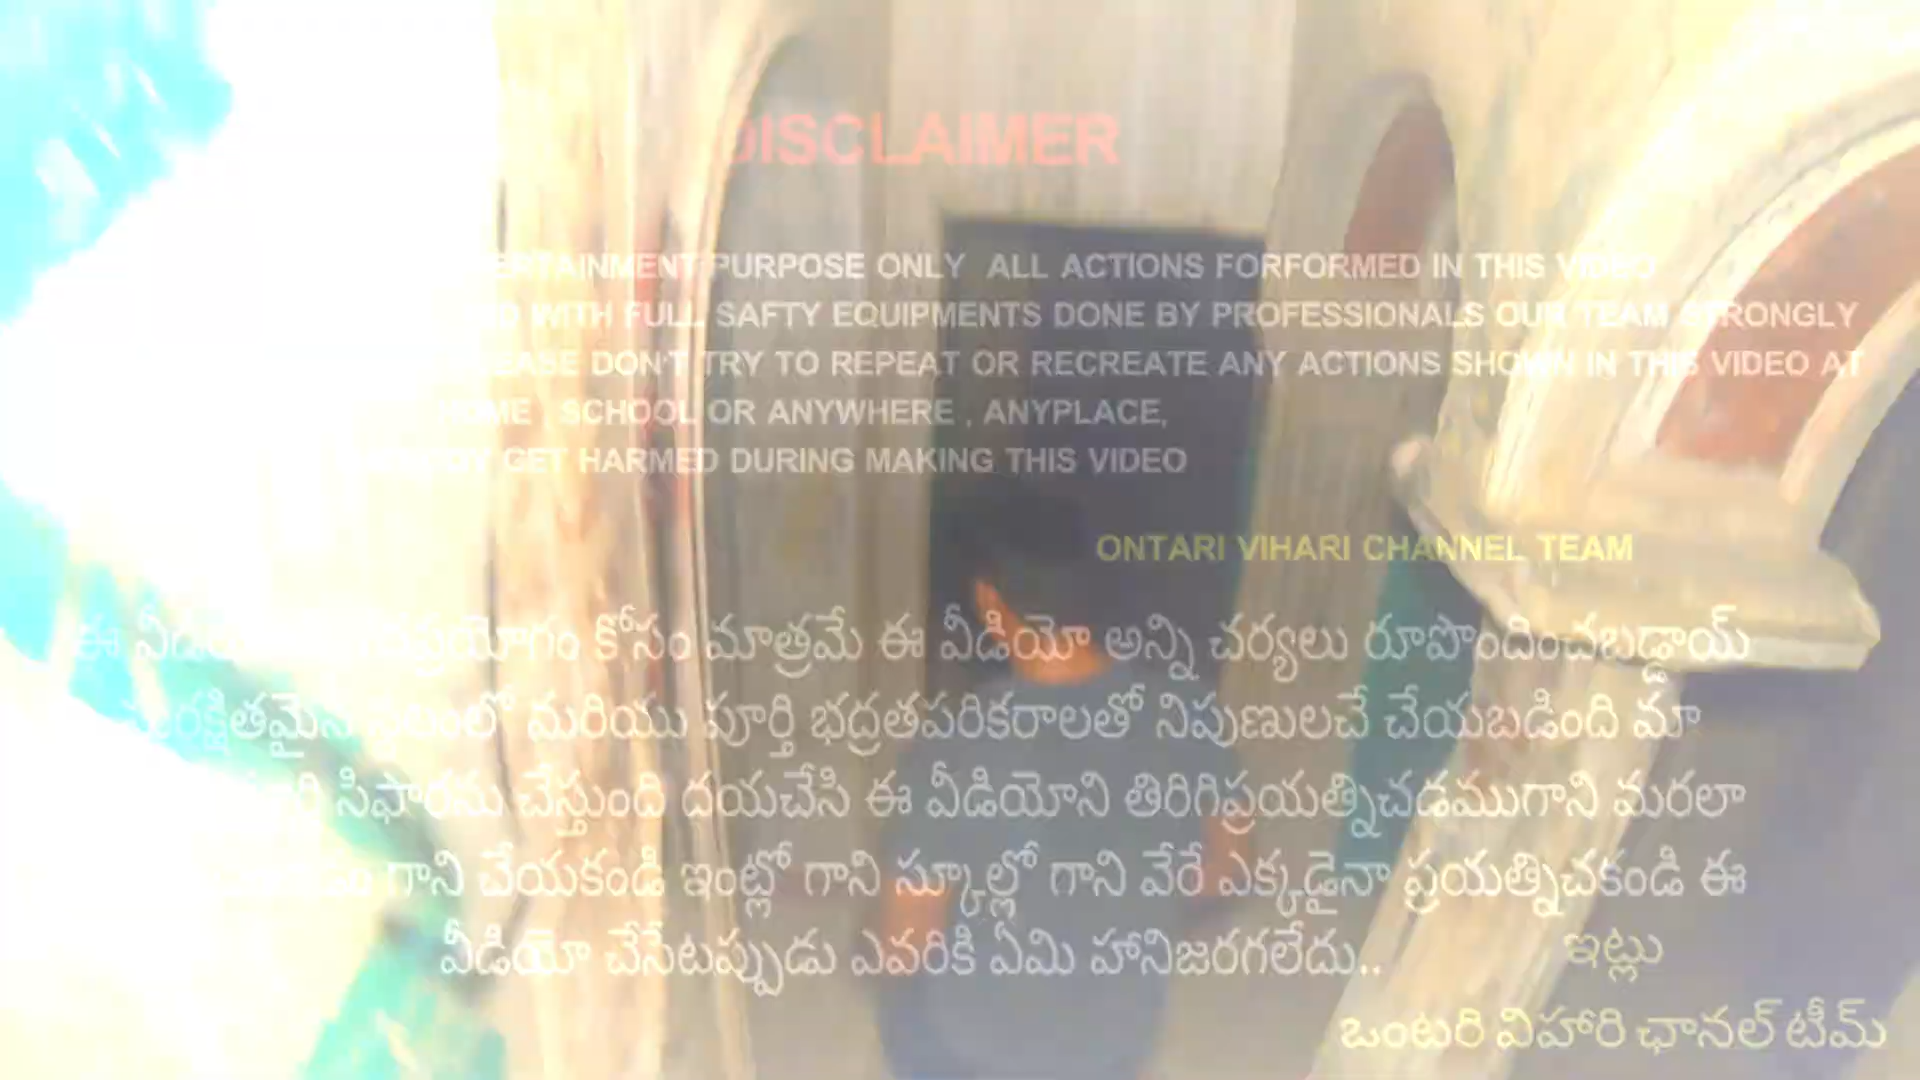 DISCLAIMER
PURPOSE ONLY ALL ACTIONS FORFORMED IN THIS VIDEO
WITH FULL SAFTY EQUIPMENTS DONE BY PROFESSIONALS OUR TEAM STRONGLY
DON'T TRY TO REPEAT OR RECREATE ANY ACTIONS SHOWN IN THIS VIDEO AT
HOME , SCHOOL OR ANYWHERE , ANYPLACE,
GET HARMED DURING MAKING THIS VIDEO
ONTARI VIHARI CHANNEL TEAM
ఈ కోసం మాత్రమే ఈ వీడియో అన్ని చర్యలు రూపొందించబడ్డాయ్
మరియు పూర్తి భద్రతపరికరాలతో నిపుణులచే చేయబడింది మా
సిఫారసు చేస్తుంది దయచేసి ఈ వీడియోని తిరిగిప్రయత్నిచడముగాని మరలా
గాని చేయకండి ఇంట్లో గాని స్కూల్లో గాని వేరే ఎక్కడైనా ప్రయత్నిచకండి ఈ
వీడియో చేసేటప్పుడు ఎవరికి ఏమి హానిజరగలేదు..
ఇట్లు
ఒంటరి విహారి ఛానల్ టీమ్